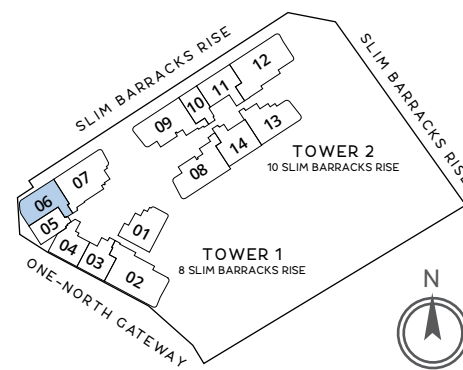 SLIM BARRACKS RISE
SLIM BARRACKS RISE
12
11
10
09
13
14
08
TOWER 2
10 SLIM BARRACKS RISE
07
06
05
04
03
02
01
TOWER 1
8 SLIM BARRACKS RISE
ONE-NORTH GATEWAY
N